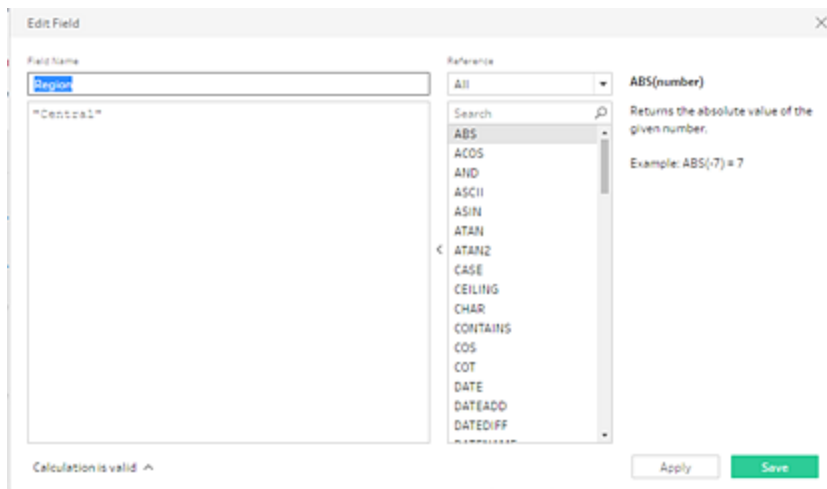 Edit Field
Field Name
Region
"Central"
Reference
All
Search
ABS
ACOS
AND
ASCII
ASIN
ATAN
ATAN2
CASE
CEILING
CHAR
CONTAINS
COS
COT
DATE
DATEADD
DATEDIFF
ABS(number)
Returns the absolute value of the
given number.
Example: ABS(-7) = 7
Calculation is valid
Apply
Save